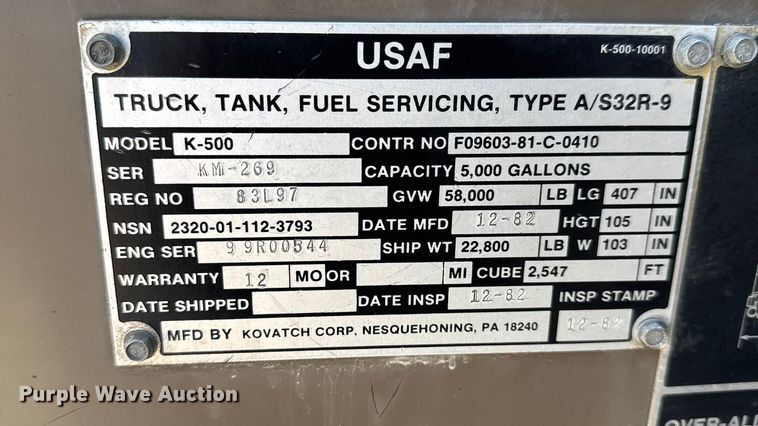 USAF
K-500-10001
TRUCK, TANK, FUEL SERVICING, TYPE A/S32R-9
MODEL K-500 CONTR NO F09603-81-C-0410
SER KM-269 CAPACITY 5,000 GALLONS
REG NO 83L97 GVW 58,000 LB LG 407 IN
NSN 2320-01-112-3793 DATE MFD 12-82 HGT 105 IN
ENG SER 99R00544 SHIP WT 22,800 LB W 103 IN
WARRANTY 12 MO OR MI CUBE 2,547 FT
DATE SHIPPED DATE INSP 12-82 INSP STAMP
MFD BY KOVATCH CORP, NESQUEHONING, PA 18240 12-82
Purple Wave Auction
OVER-ALL